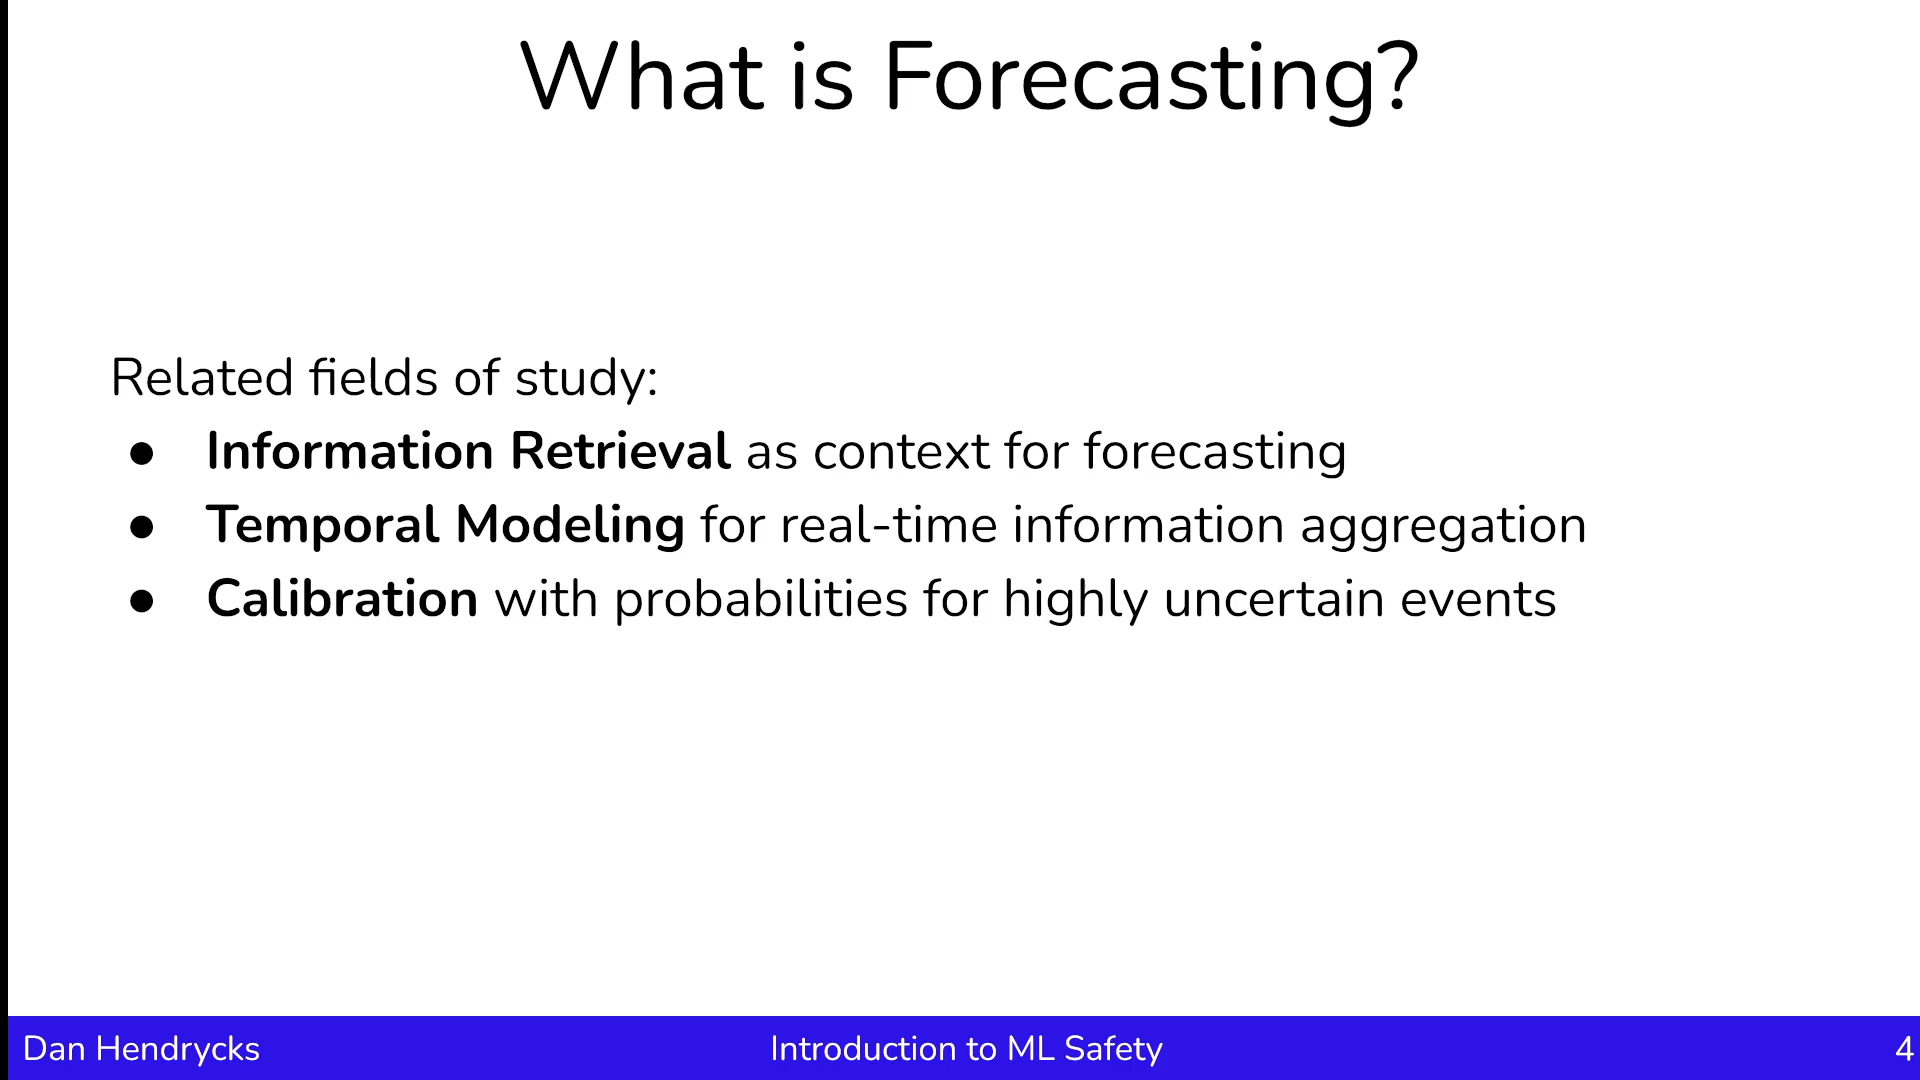 What is Forecasting?
Related fields of study:
● Information Retrieval as context for forecasting
● Temporal Modeling for real-time information aggregation
● Calibration with probabilities for highly uncertain events
Dan Hendrycks
Introduction to ML Safety
4